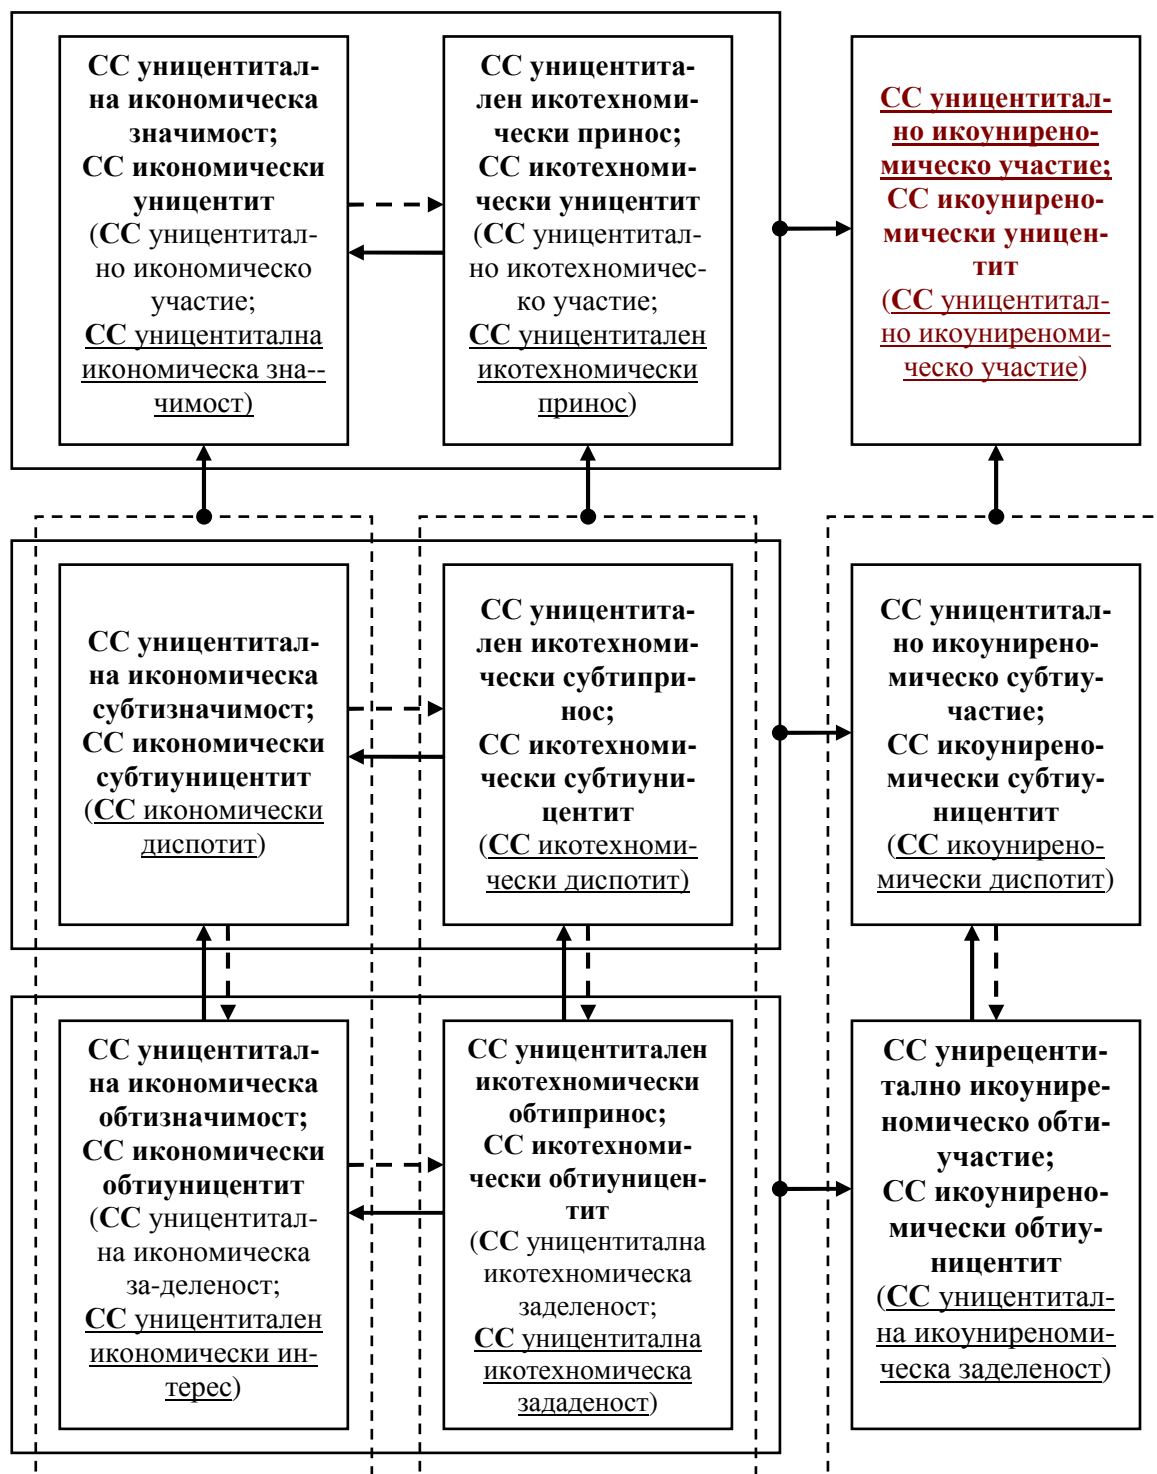 СС уницентитал-
на икономическа
значимост;
СС икономически
уницентит
(СС уницентитал-
но икономическо
участие;
СС уницентитална
икономическа зна--
чимост)
СС уницентита-
лен икотехноми-
чески принос;
СС икотехноми-
чески уницентит
(СС уницентитал-
но икотехномичес-
ко участие;
СС уницентитален
икотехномически
принос)
СС уницентитал-
но икоунирено-
мическо участие;
СС икоунирено-
мически уницен-
тит
(СС уницентитал-
но икоуниреноми-
ческо участие)
СС уницентитал-
на икономическа
субтизначимост;
СС икономически
субтиуницентит
(СС икономически
диспотит)
СС уницентита-
лен икотехноми-
чески субтипри-
нос;
СС икотехноми-
чески субтиуни-
центит
(СС икотехноми-
чески диспотит)
СС уницентитал-
но икоунирено-
мическо субтиу-
частие;
СС икоунирено-
мически субтиу-
ницентит
(СС икоунирено-
мически диспотит)
СС уницентитал-
на икономическа
обтизначимост;
СС икономически
обтиуницентит
(СС уницентитал-
на икономическа
за-деленост;
СС уницентитален
икономически ин-
терес)
СС уницентитален
икотехномически
обтипринос;
СС икотехноми-
чески обтиуницен-
тит
(СС уницентитална
икотехномическа
заделеност;
СС уницентитална
икотехномическа
зададеност)
СС униреценти-
тално икоунире-
номическо обти-
участие;
СС икоунирено-
мически обтиу-
ницентит
(СС уницентитал-
на икоуниреноми-
ческа заделеност)